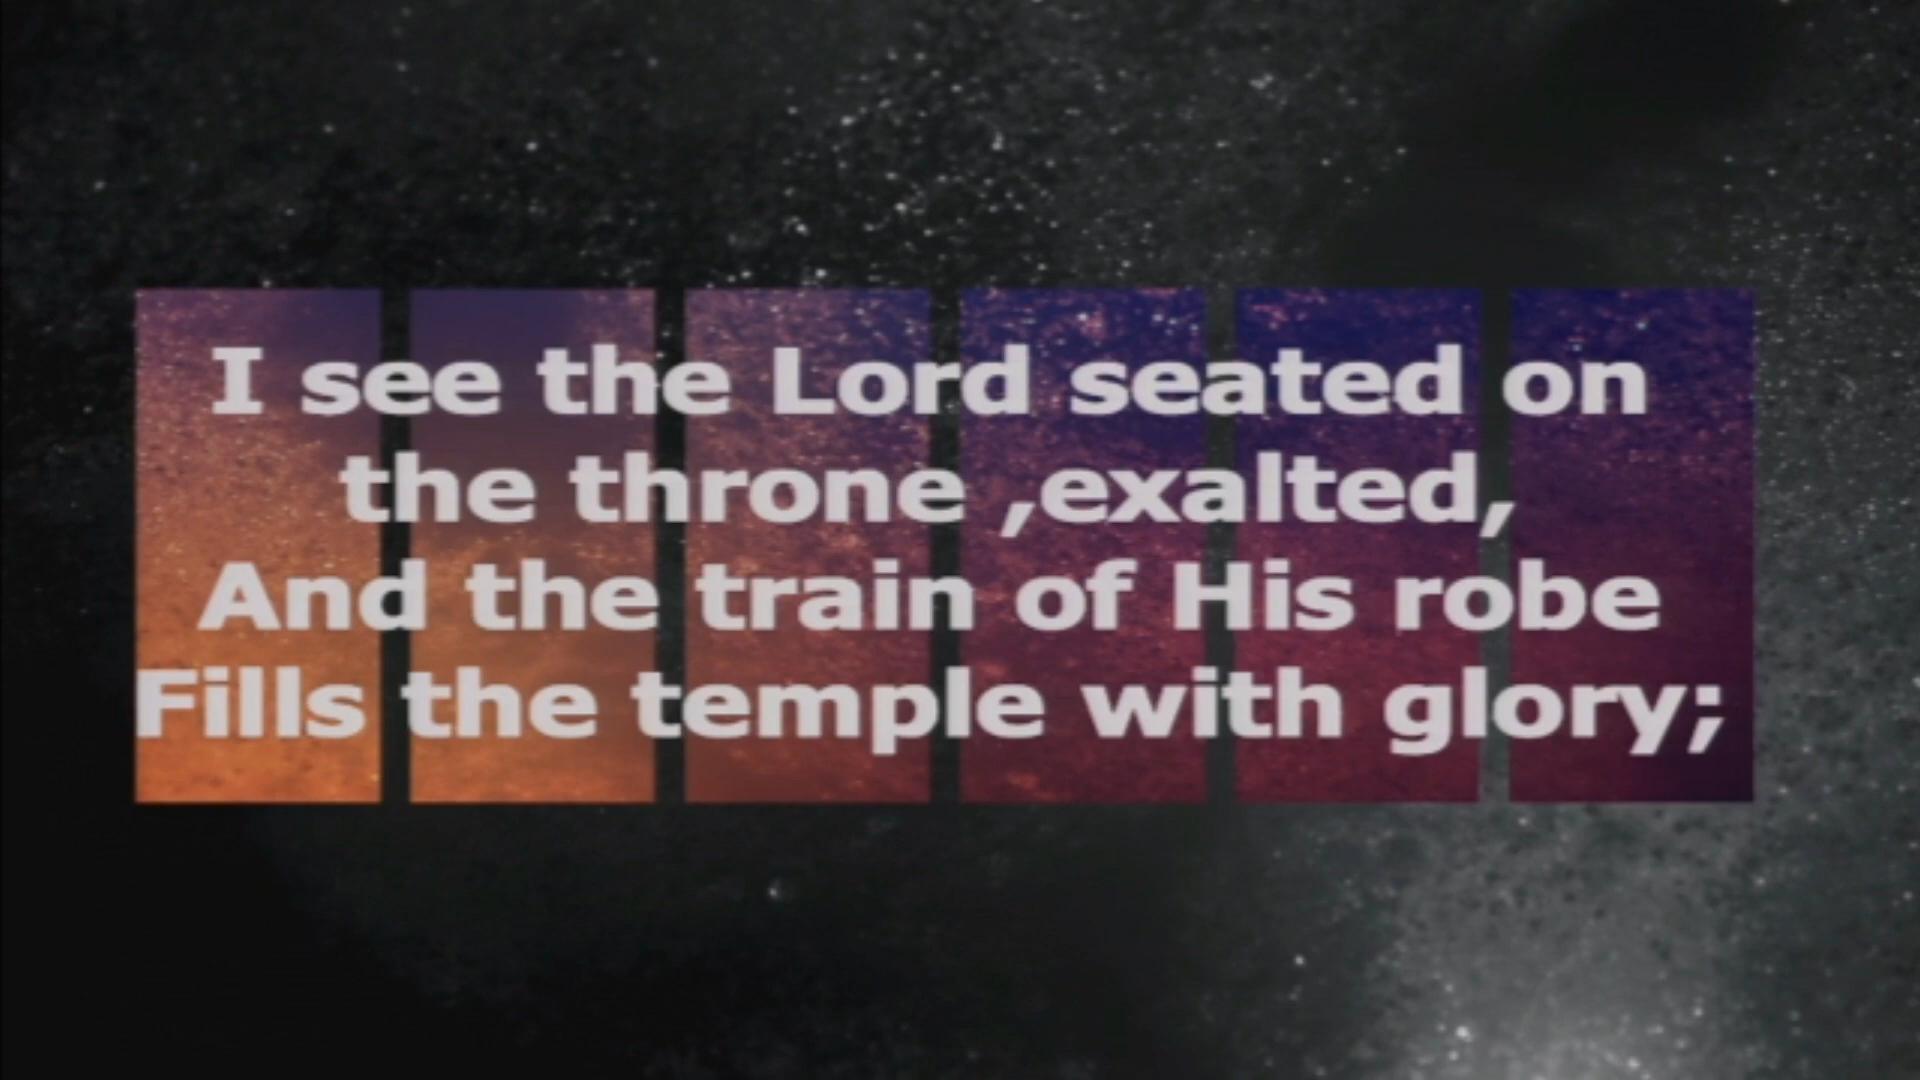 I see the Lord seated on
the throne ,exalted,
And the train of His robe
Fills the temple with glory;